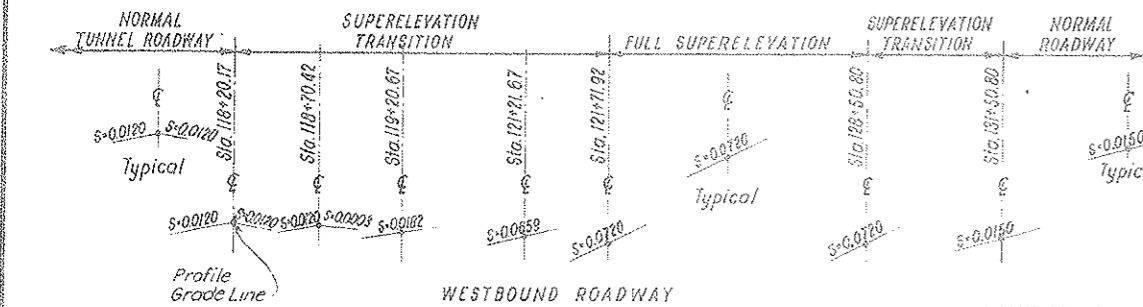 NORMAL
TUNNEL ROADWAY
SUPERELEVATION
TRANSITION
FULL SUPERELEVATION
SUPERELEVATION
TRANSITION
NORMAL
ROADWAY
Sta. 118+20.17
Sta. 118+70.42
Sta. 119+20.67
Sta. 121+21.67
Sta. 121+71.92
Sta. 128+50.80
Sta. 131+50.80
℄
℄
℄
S=0.0120
S=0.0120
S=0.0720
S=0.0150
Typical
Typical
Typic
℄
℄
℄
℄
℄
℄
℄
S=0.0120
S=0.0120
S=0.0120
S=0.0003
S=0.0182
S=0.0659
S=0.0720
S=0.0720
S=0.0150
Profile
Grade Line
WESTBOUND ROADWAY